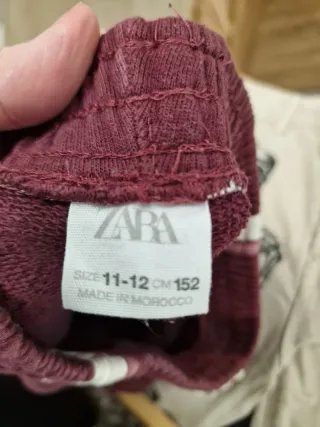 ZARA
SIZE 11-12 CM 152
MADE IN MOROCCO